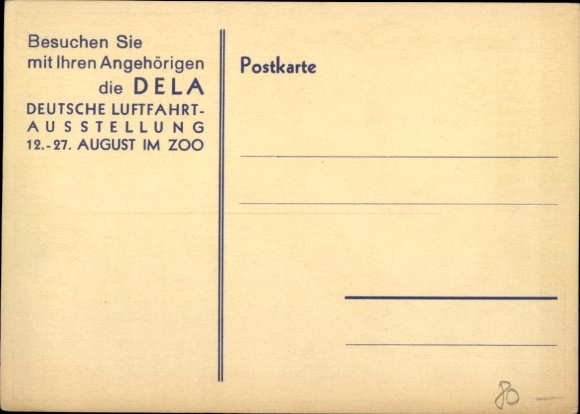 Besuchen Sie
mit Ihren Angehörigen
die DELA
DEUTSCHE LUFTFAHRT-
AUSSTELLUNG
12.-27. AUGUST IM ZOO
Postkarte
80 —